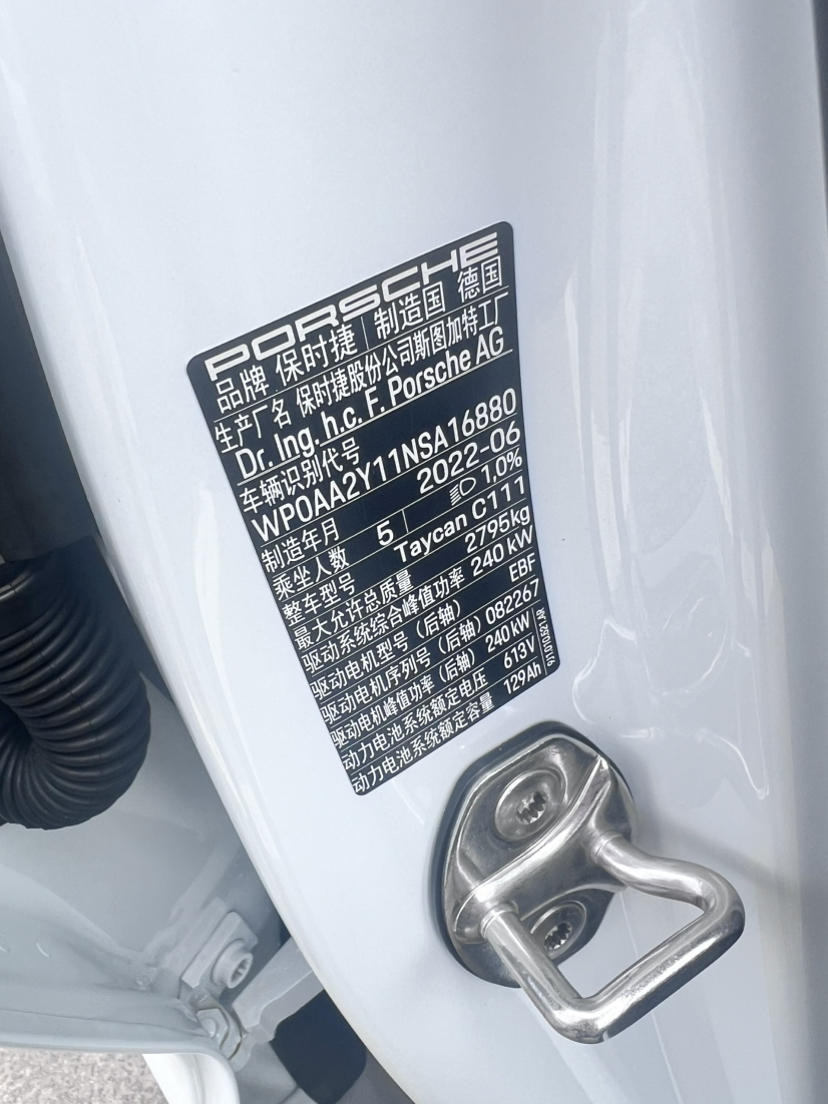 PORSCHE
品牌 保时捷 制造国 德国
生产厂名 保时捷股份公司斯图加特工厂
Dr. Ing. h.c. F. Porsche AG
车辆识别代号
WP0AA2Y11NSA16880
制造年月 2022-06
乘坐人数 5 1,0%
整车型号 Taycan C111
最大允许总质量 2795kg
驱动系统综合峰值功率 240kW
驱动电机型号（后轴） EBF
驱动电机序列号（后轴） 082267
驱动电机峰值功率（后轴） 240kW
动力电池系统额定电压 613V
动力电池系统额定容量 129Ah